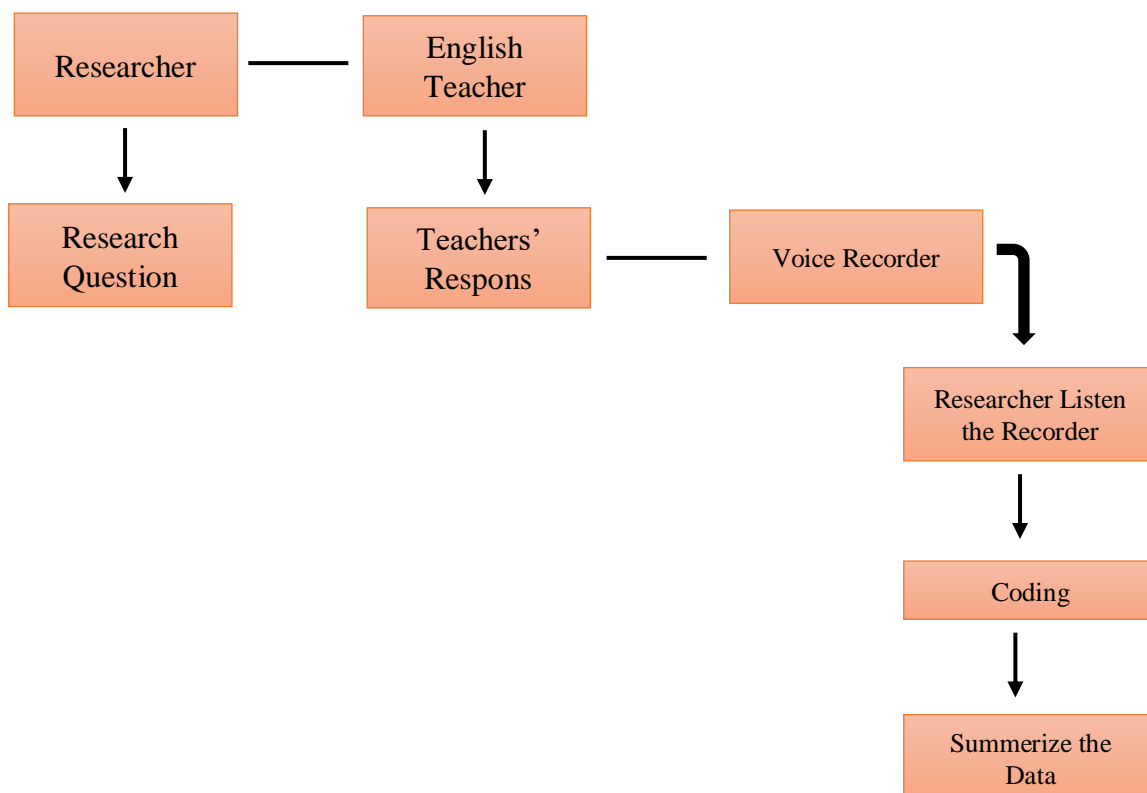 Researcher
English
Teacher
Research
Question
Teachers’
Respons
Voice Recorder
Researcher Listen
the Recorder
Coding
Summerize the
Data